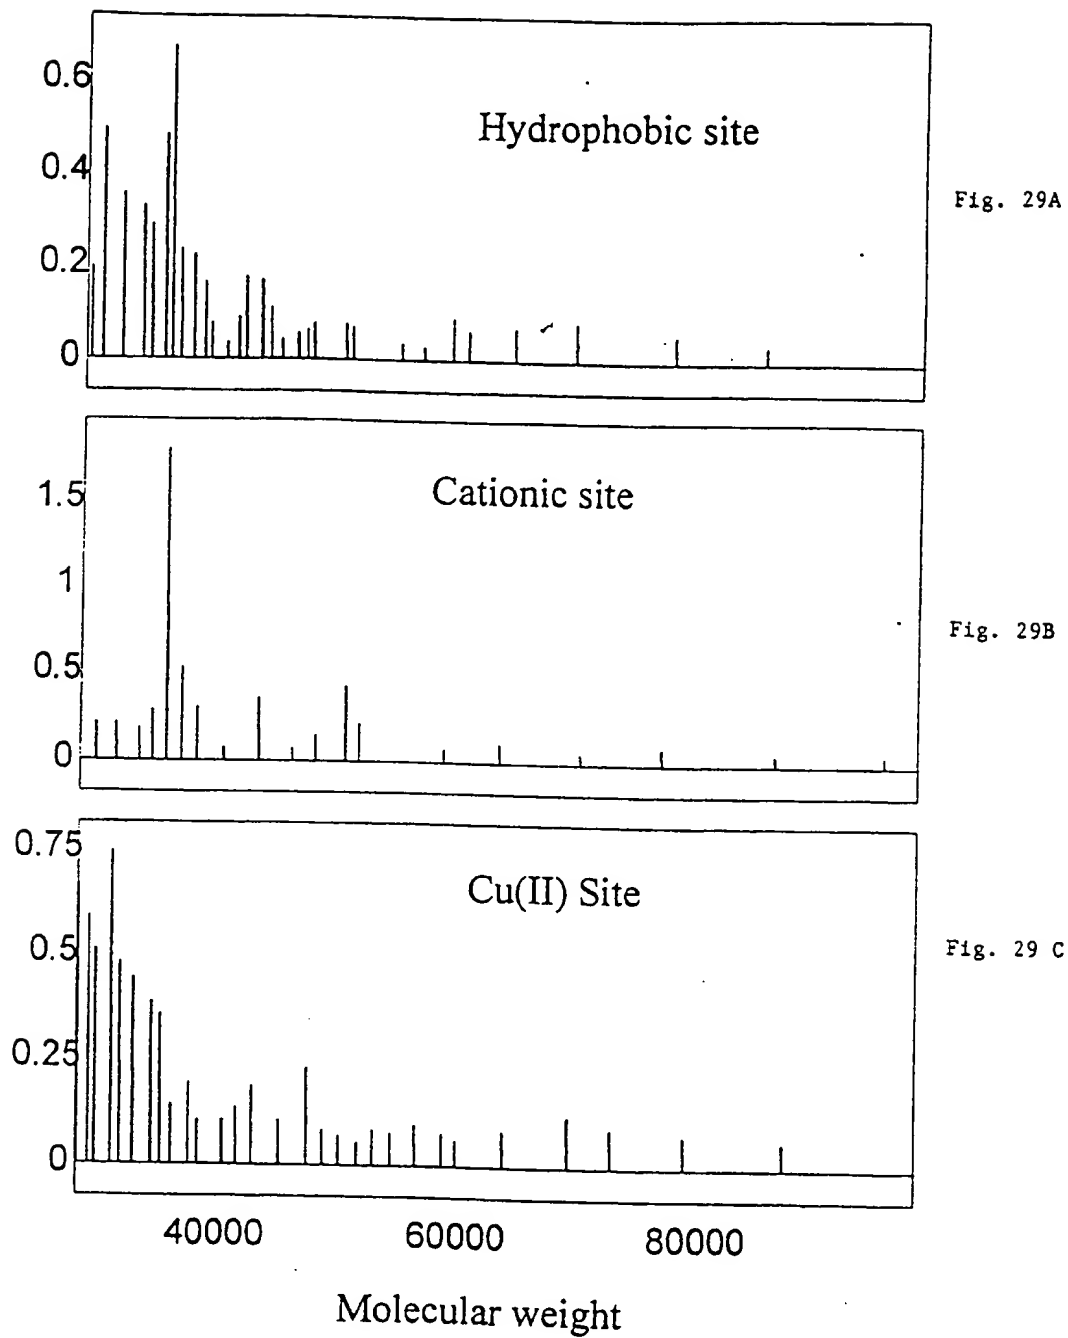 0.6
Hydrophobic site
0.4
Fig. 29A
0.2
0
1.5
Cationic site
1
Fig. 29B
0.5
0
0.75
Cu(II) Site
0.5
Fig. 29 C
0.25
0
40000 60000 80000
Molecular weight